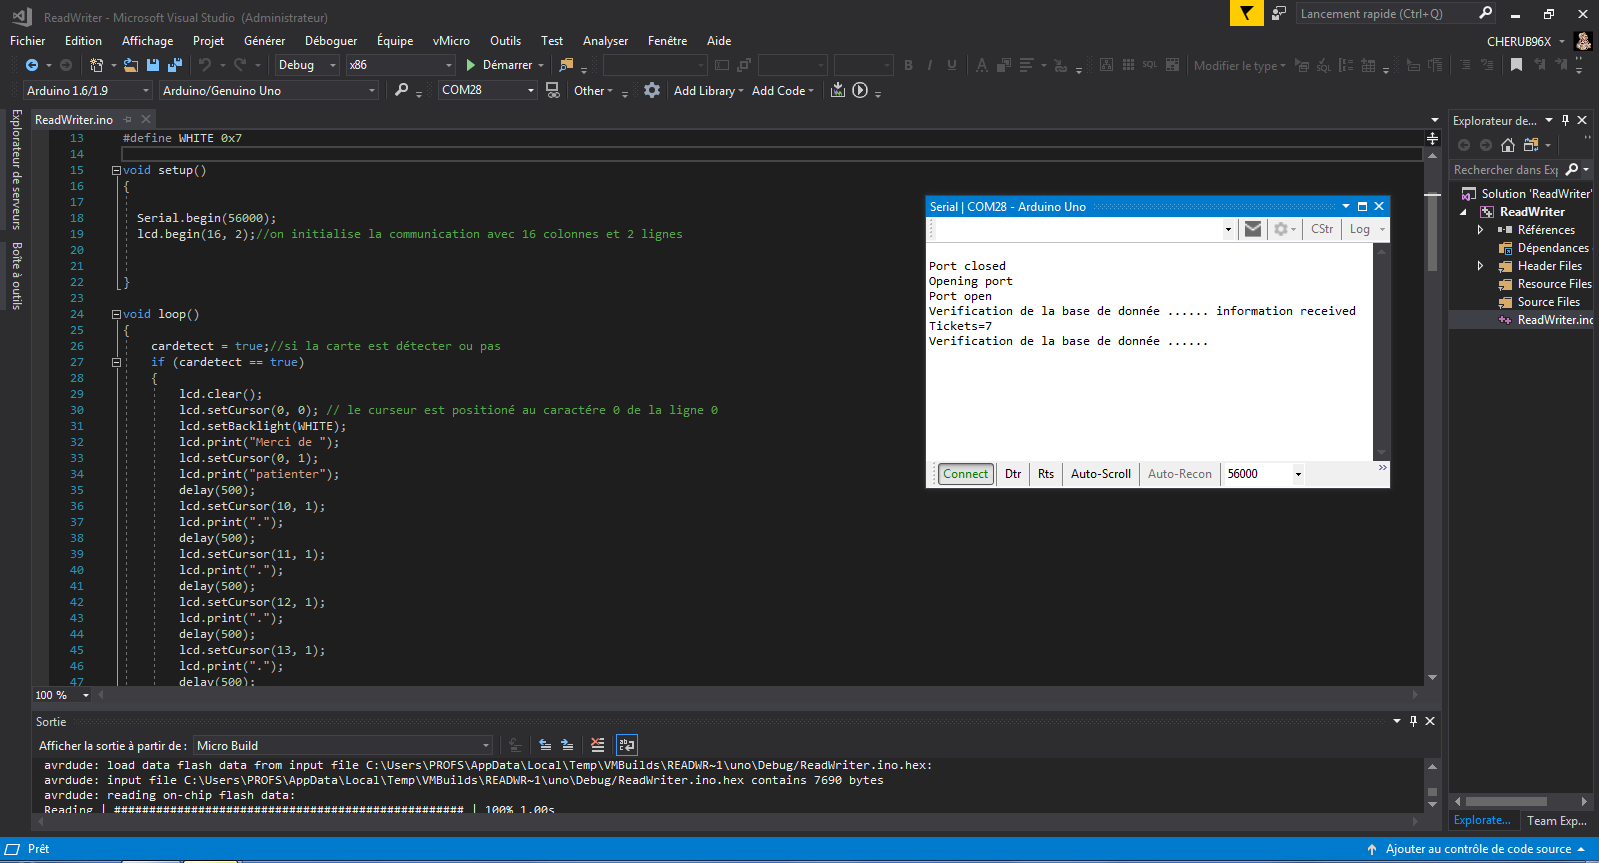 ReadWriter - Microsoft Visual Studio (Administrateur)
Lancement rapide (Ctrl+Q)
Fichier Edition Affichage Projet Générer Déboguer Équipe vMicro Outils Test Analyser Fenêtre Aide
CHERUB96X
Debug x86 Démarrer
B I U SQL Modifier le type
Arduino 1.6/1.9 Arduino/Genuino Uno COM28 Other Add Library Add Code
Explorateur de serveurs
Boîte à outils
ReadWriter.ino
13 #define WHITE 0x7
14
15 void setup()
16 {
17
18 Serial.begin(56000);
19 lcd.begin(16, 2);//on initialise la communication avec 16 colonnes et 2 lignes
20
21
22 }
23
24 void loop()
25 {
26 cardetect = true;//si la carte est détecter ou pas
27 if (cardetect == true)
28 {
29 lcd.clear();
30 lcd.setCursor(0, 0); // le curseur est positioné au caractére 0 de la ligne 0
31 lcd.setBacklight(WHITE);
32 lcd.print("Merci de ");
33 lcd.setCursor(0, 1);
34 lcd.print("patienter");
35 delay(500);
36 lcd.setCursor(10, 1);
37 lcd.print(".");
38 delay(500);
39 lcd.setCursor(11, 1);
40 lcd.print(".");
41 delay(500);
42 lcd.setCursor(12, 1);
43 lcd.print(".");
44 delay(500);
45 lcd.setCursor(13, 1);
46 lcd.print(".");
47 delay(500);
100 %
Serial | COM28 - Arduino Uno
CStr Log
Port closed
Opening port
Port open
Verification de la base de donnée ...... information received
Tickets=7
Verification de la base de donnée ......
Connect Dtr Rts Auto-Scroll Auto-Recon 56000
Explorateur de...
Rechercher dans Exp
Solution 'ReadWriter'
ReadWriter
Références
Dépendances
Header Files
Resource Files
Source Files
ReadWriter.ino
Explorate... Team Exp...
Sortie
Afficher la sortie à partir de : Micro Build
avrdude: load data flash data from input file C:\Users\PROFS\AppData\Local\Temp\VMBuilds\READWR~1\uno\Debug/ReadWriter.ino.hex:
avrdude: input file C:\Users\PROFS\AppData\Local\Temp\VMBuilds\READWR~1\uno\Debug/ReadWriter.ino.hex contains 7690 bytes
avrdude: reading on-chip flash data:
Reading | ################################################## | 100% 1.00s
Prêt
Ajouter au contrôle de code source